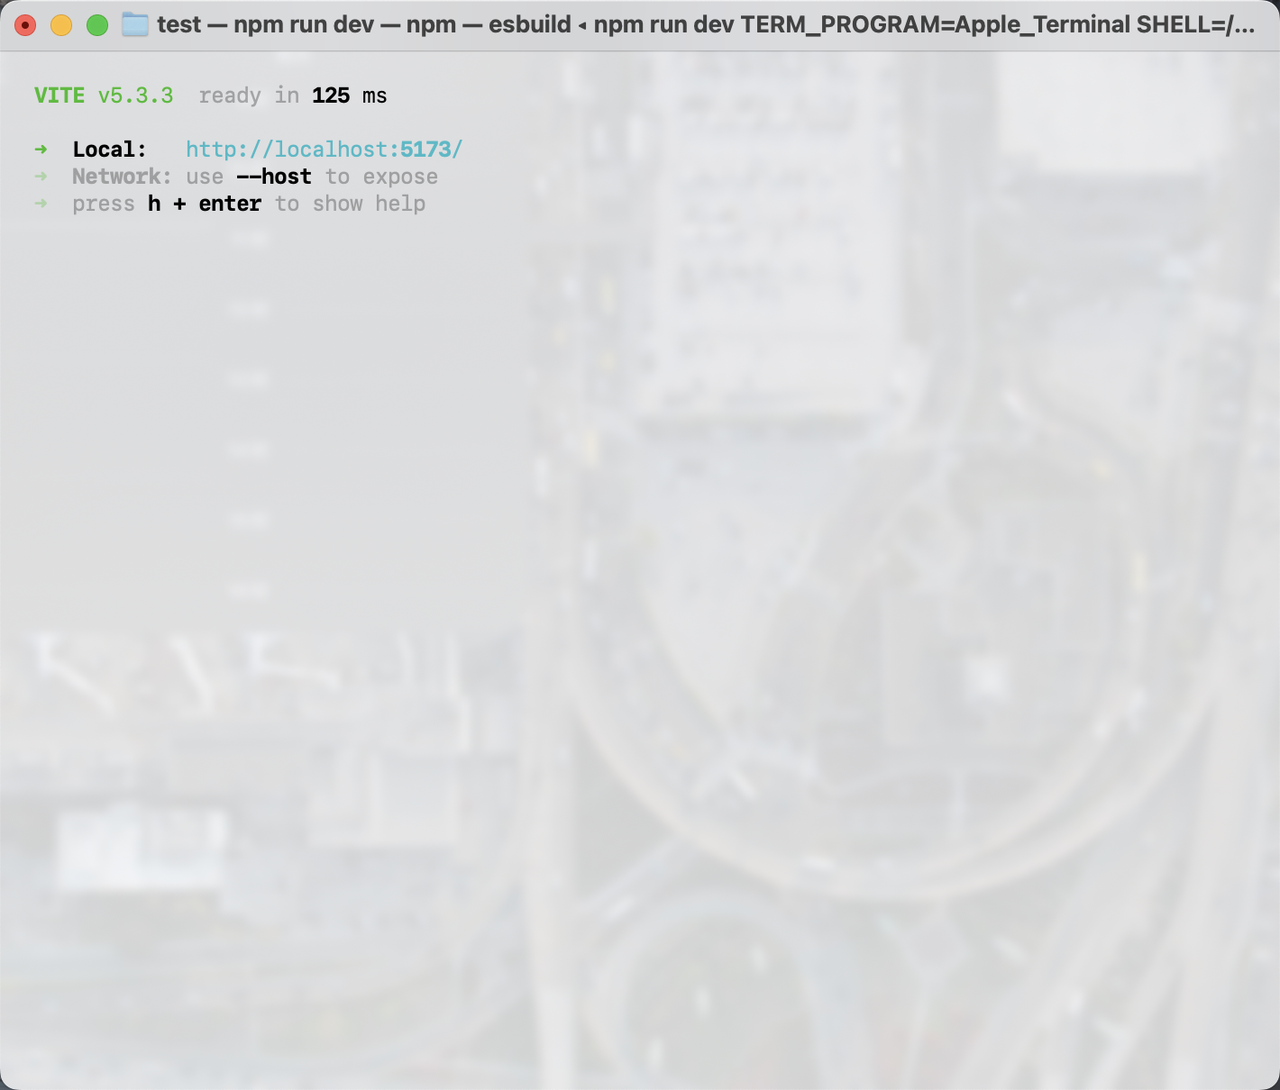 test — npm run dev — npm — esbuild ◂ npm run dev TERM_PROGRAM=Apple_Terminal SHELL=/...
VITE v5.3.3 ready in 125 ms
➜ Local: http://localhost:5173/
➜ Network: use --host to expose
➜ press h + enter to show help